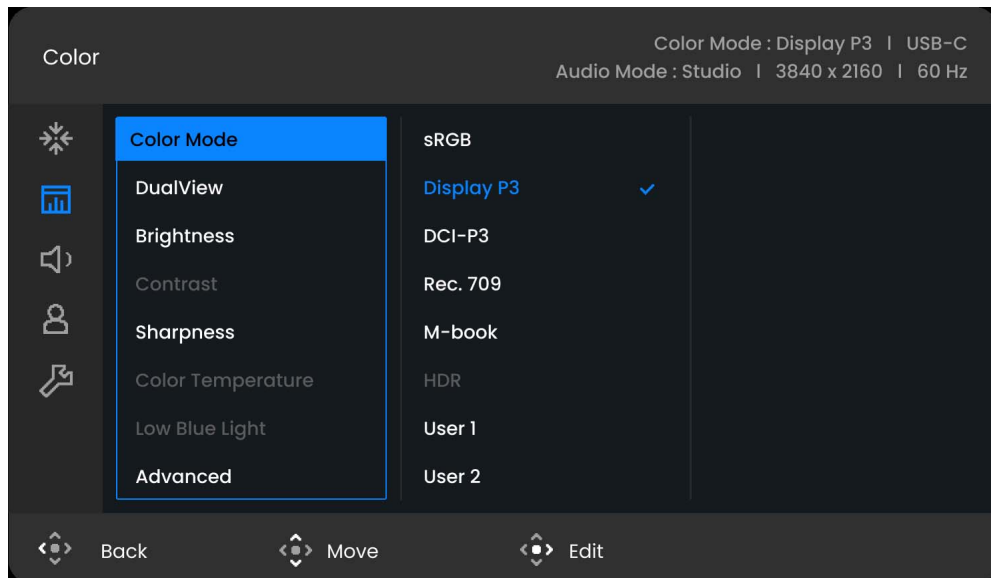 Color
Color Mode : Display P3 I USB-C
Audio Mode : Studio I 3840 x 2160 I 60 Hz
Color Mode
DualView
Brightness
Contrast
Sharpness
Color Temperature
Low Blue Light
Advanced
sRGB
Display P3
DCI-P3
Rec. 709
M-book
HDR
User 1
User 2
Back
Move
Edit